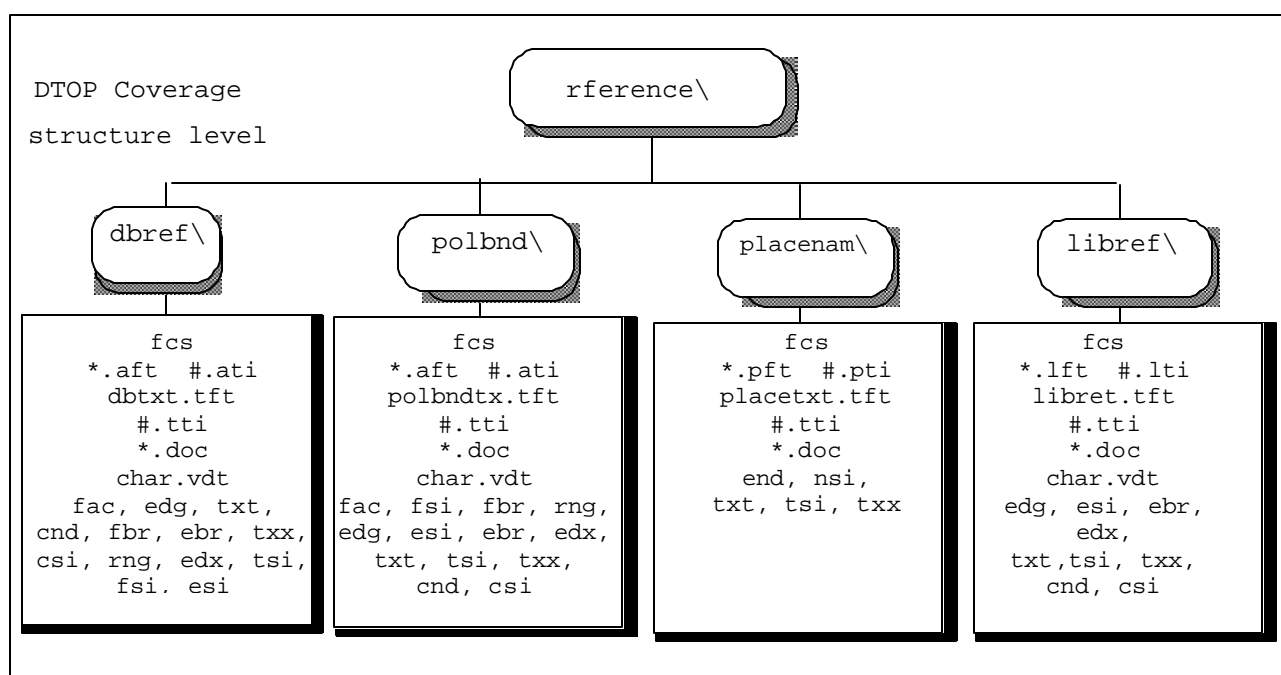 DTOP Coverage
structure level
rference\
dbref\
polbnd\
placenam\
libref\
fcs
*.aft #.ati
dbtxt.tft
#.tti
*.doc
char.vdt
fac, edg, txt,
cnd, fbr, ebr, txx,
csi, rng, edx, tsi,
fsi. esi
fcs
*.aft #.ati
polbndtx.tft
#.tti
*.doc
char.vdt
fac, fsi, fbr, rng,
edg, esi, ebr, edx,
txt, tsi, txx,
cnd, csi
fcs
*.pft #.pti
placetxt.tft
#.tti
*.doc
end, nsi,
txt, tsi, txx
fcs
*.lft #.lti
libret.tft
#.tti
*.doc
char.vdt
edg, esi, ebr,
edx,
txt,tsi, txx,
cnd, csi